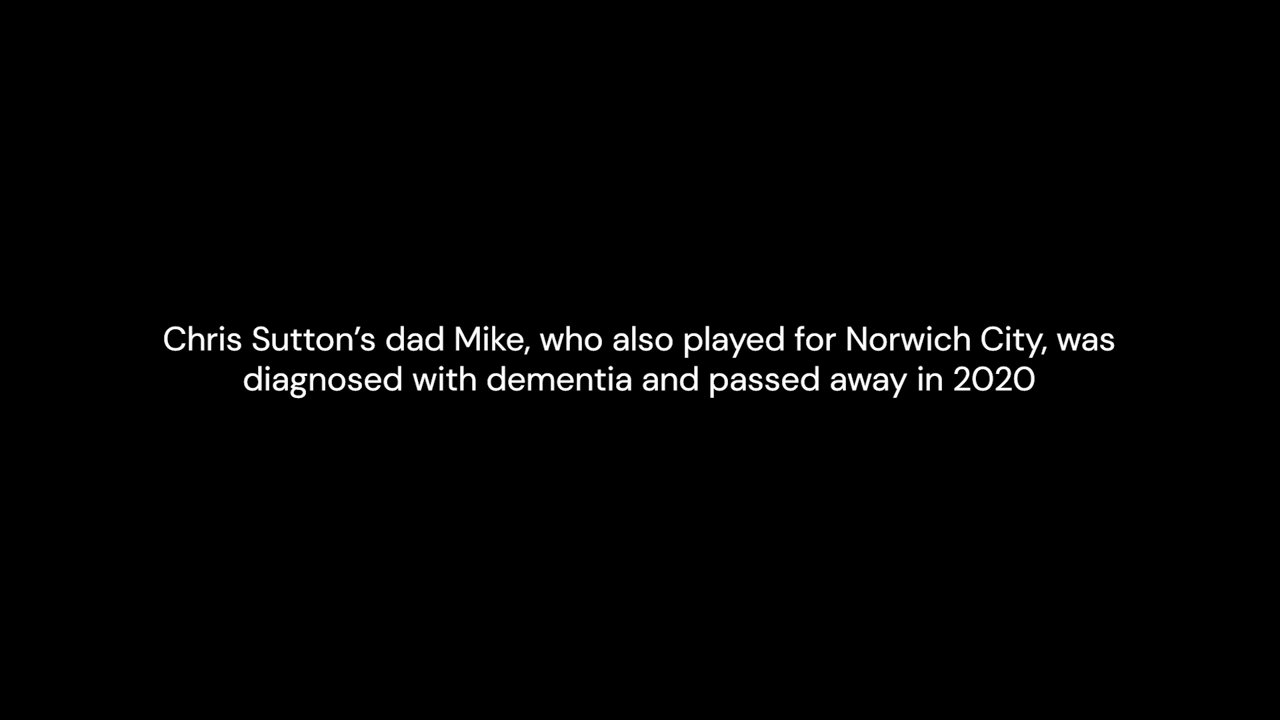 Chris Sutton’s dad Mike, who also played for Norwich City, was
diagnosed with dementia and passed away in 2020